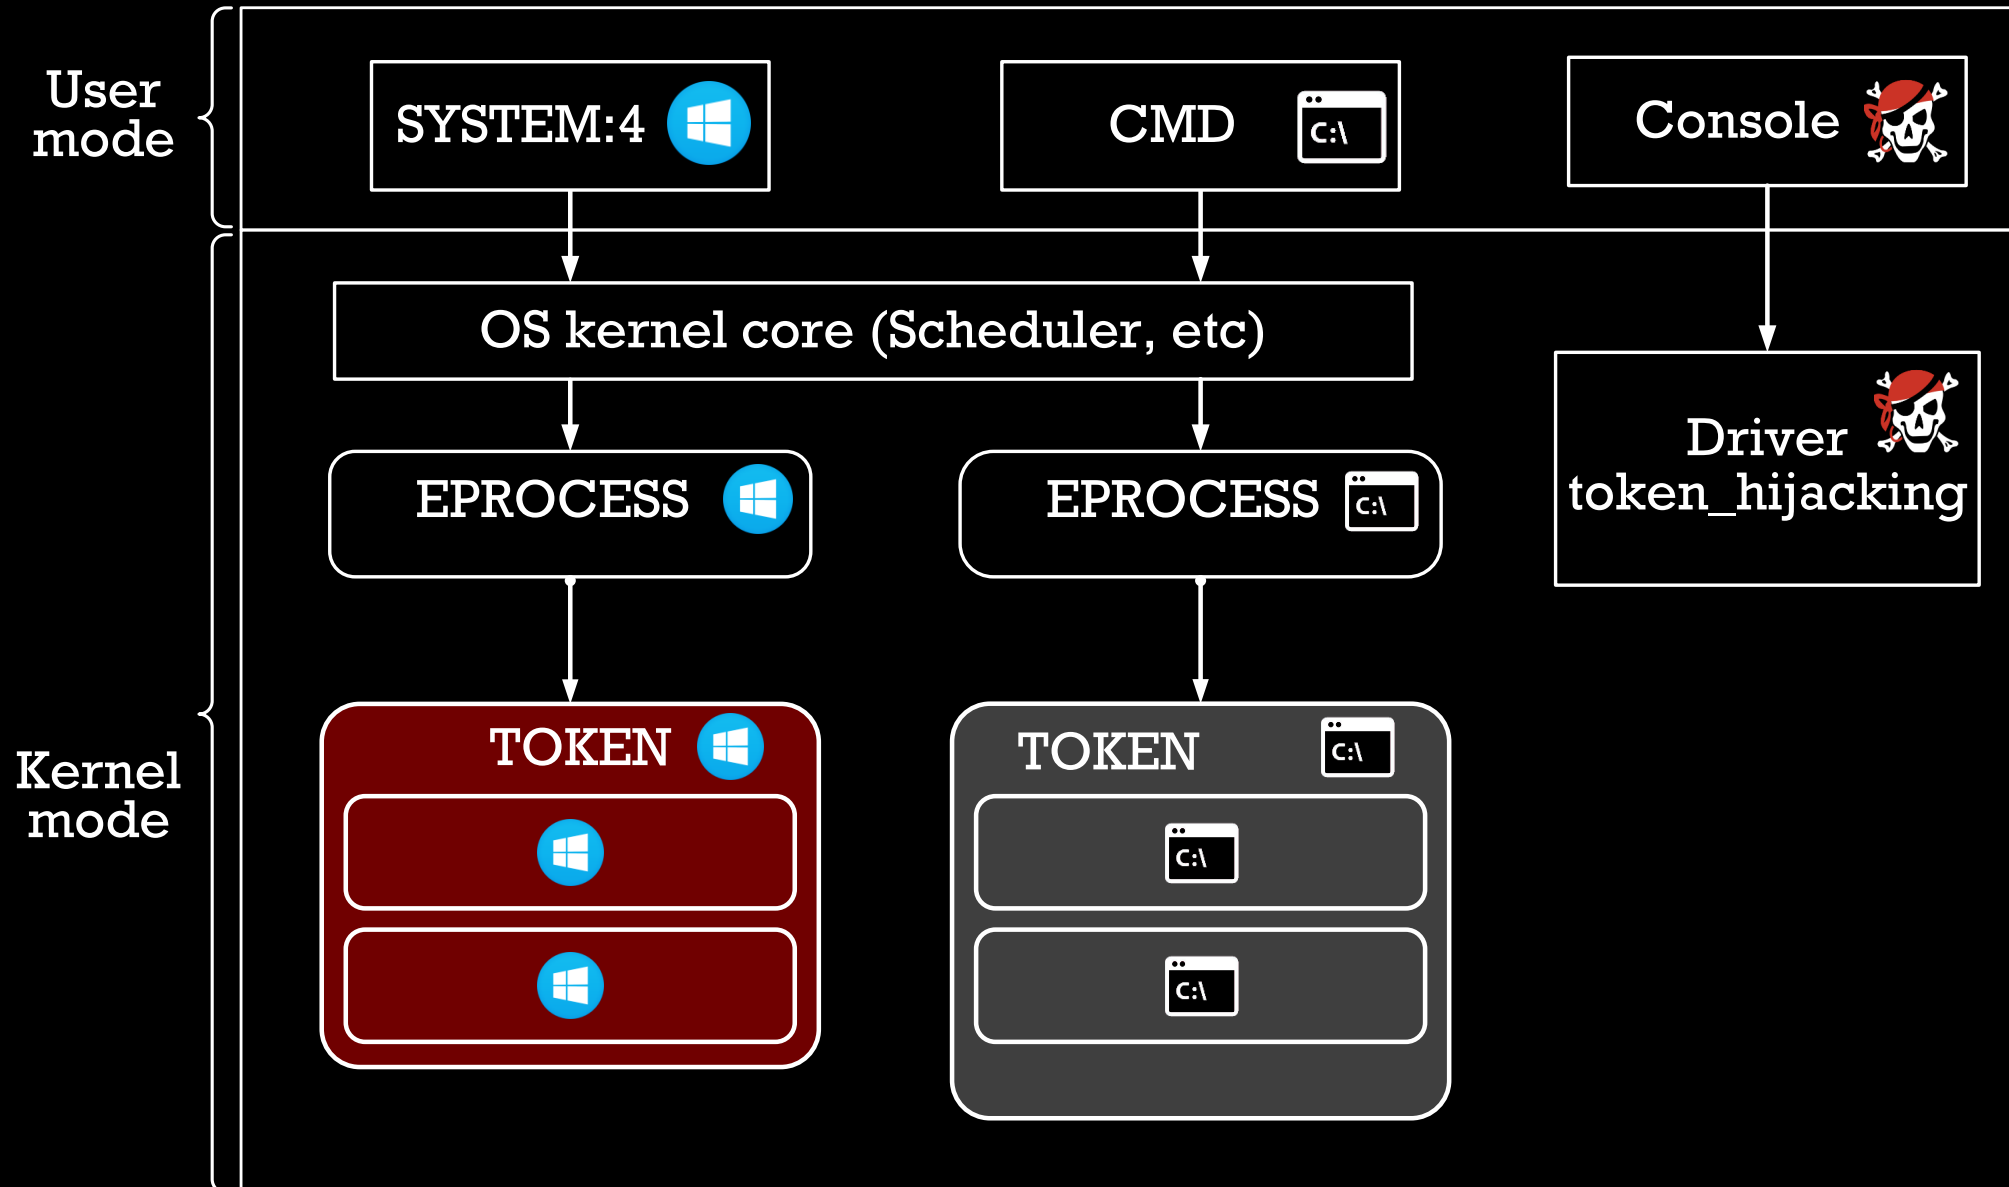 User
mode
SYSTEM:4
CMD
C:\
Console
OS kernel core (Scheduler, etc)
EPROCESS
EPROCESS
C:\
Driver
token_hijacking
Kernel
mode
TOKEN
TOKEN
C:\
C:\
C:\